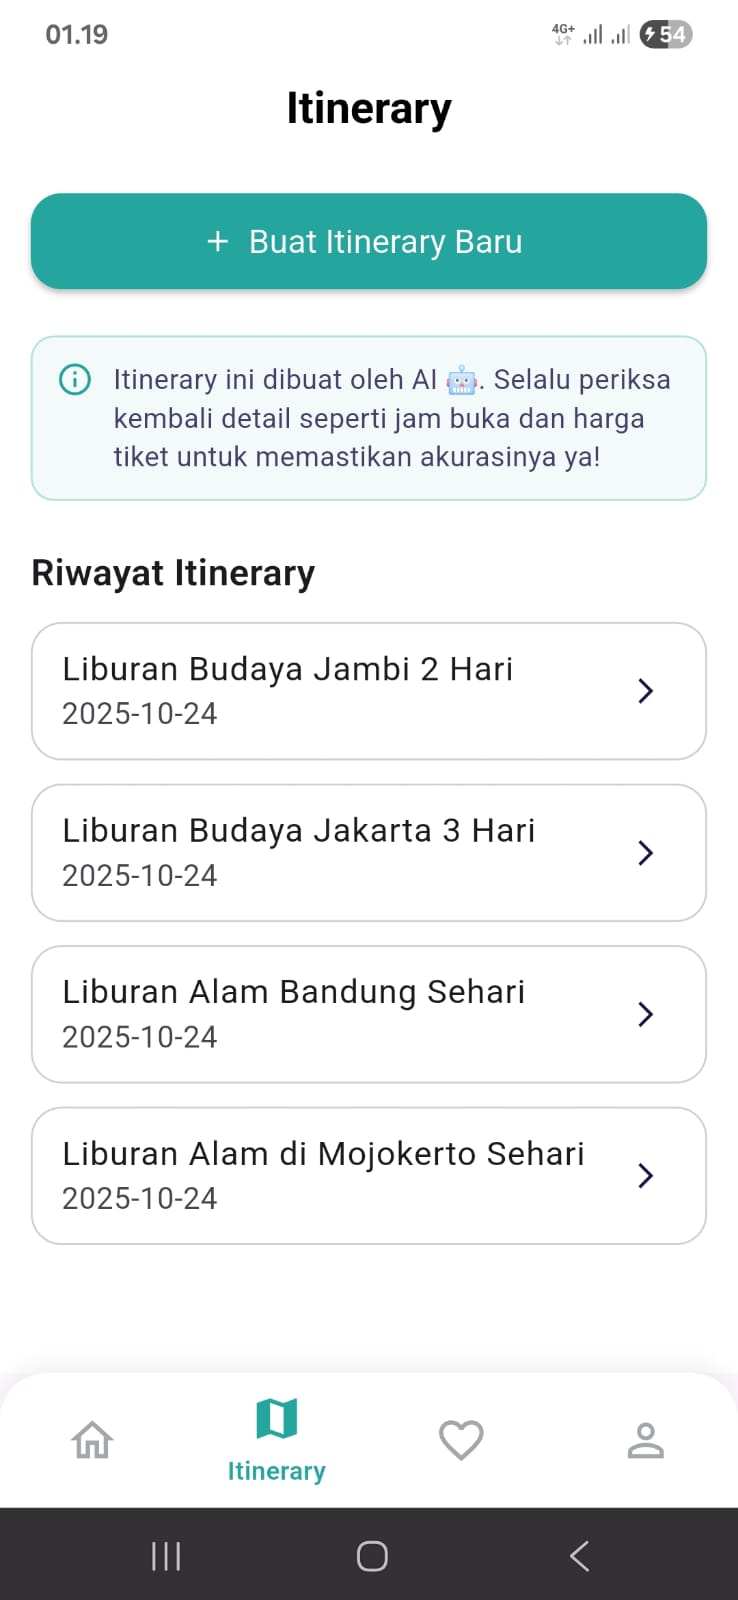 01.19
4G+
54
Itinerary
+ Buat Itinerary Baru
Itinerary ini dibuat oleh AI 🤖. Selalu periksa
kembali detail seperti jam buka dan harga
tiket untuk memastikan akurasinya ya!
Riwayat Itinerary
Liburan Budaya Jambi 2 Hari
2025-10-24
Liburan Budaya Jakarta 3 Hari
2025-10-24
Liburan Alam Bandung Sehari
2025-10-24
Liburan Alam di Mojokerto Sehari
2025-10-24
Itinerary